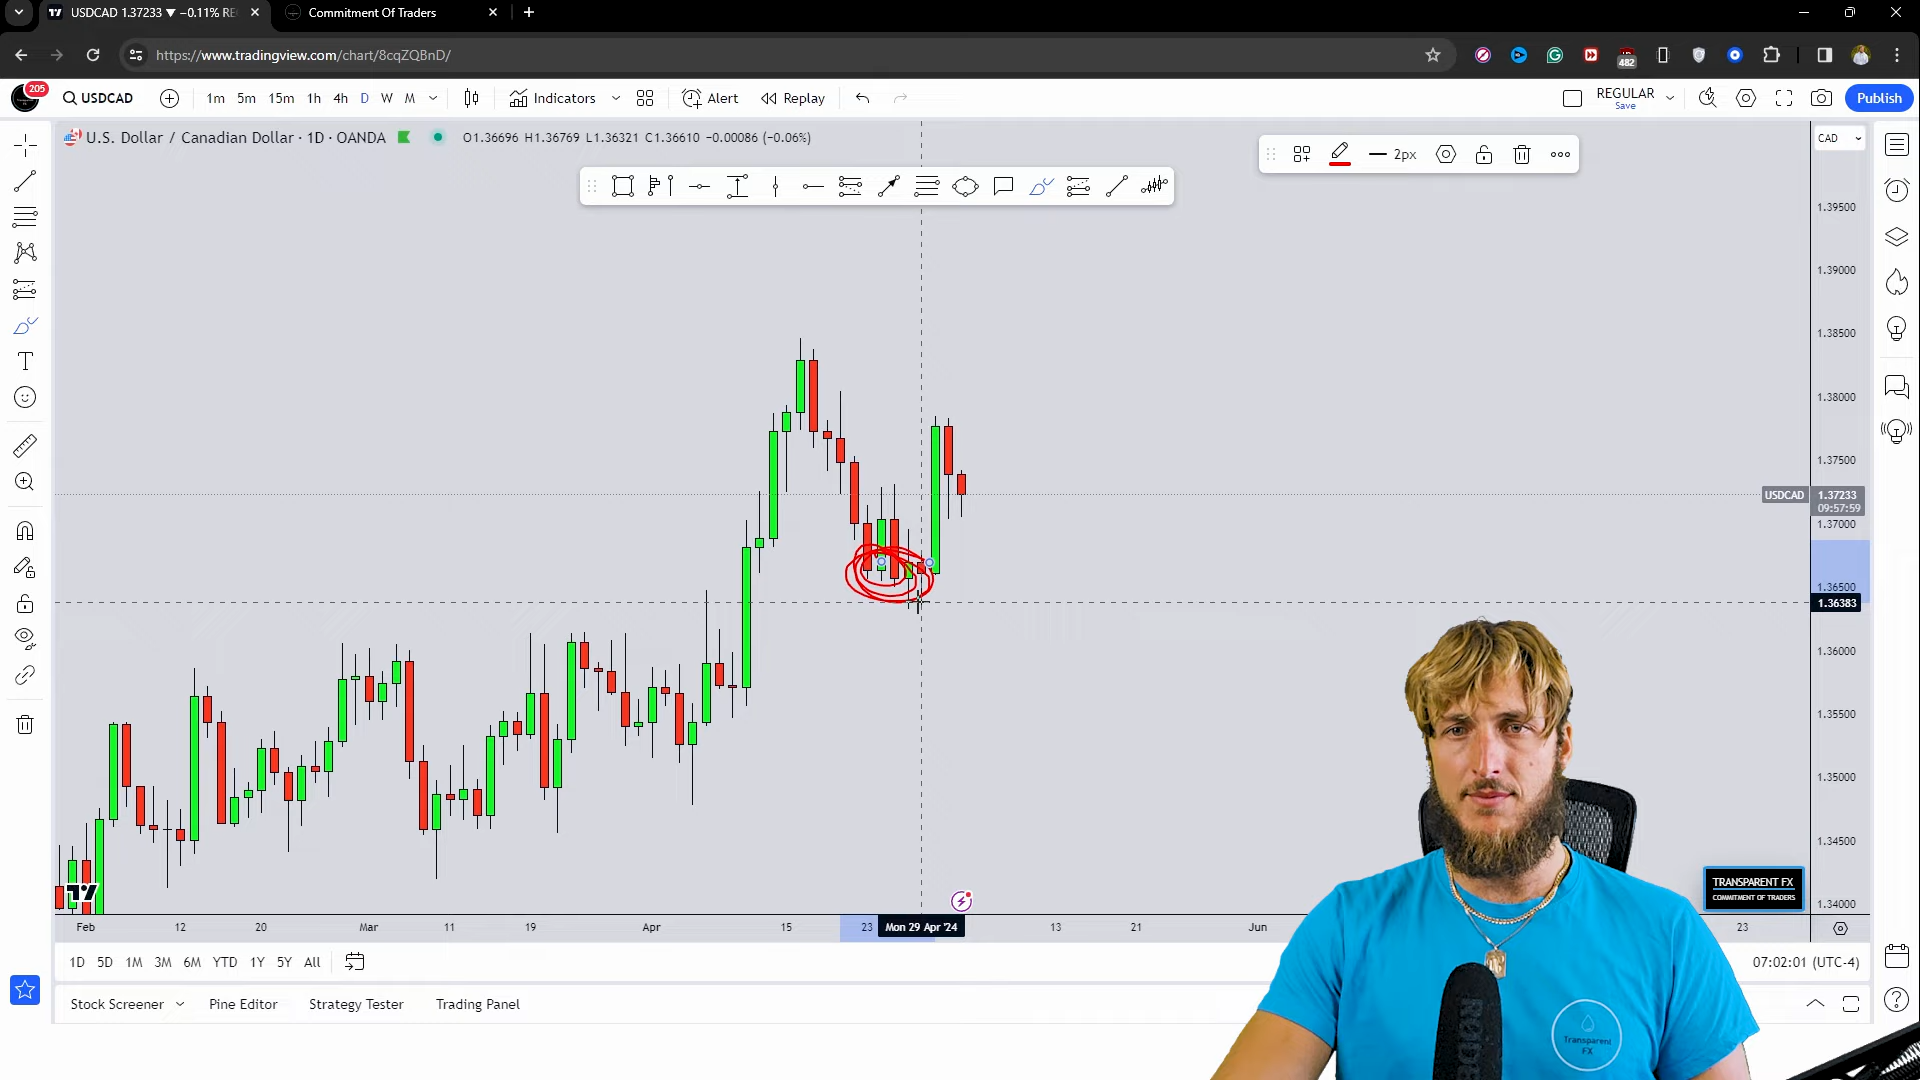 USDCAD 1.37233 ▼ −0.11% RE
Commitment Of Traders
https://www.tradingview.com/chart/8cqZQBnD/
482
205
USDCAD
1m 5m 15m 1h 4h D W M
Indicators
Alert
Replay
REGULAR
Save
Publish
U.S. Dollar / Canadian Dollar · 1D · OANDA
O1.36696 H1.36769 L1.36321 C1.36610 −0.00086 (−0.06%)
2px
CAD
1.39500
1.39000
1.38500
1.38000
1.37500
USDCAD 1.37233
09:57:59
1.37000
1.36500
1.36383
1.36000
1.35500
1.35000
1.34500
1.34000
TRANSPARENT FX
COMMITMENT OF TRADERS
Feb 12 20 Mar 11 19 Apr 15 23 Mon 29 Apr '24 13 21 Jun 23
1D 5D 1M 3M 6M YTD 1Y 5Y All
07:02:01 (UTC-4)
Stock Screener Pine Editor Strategy Tester Trading Panel
Transparent
FX